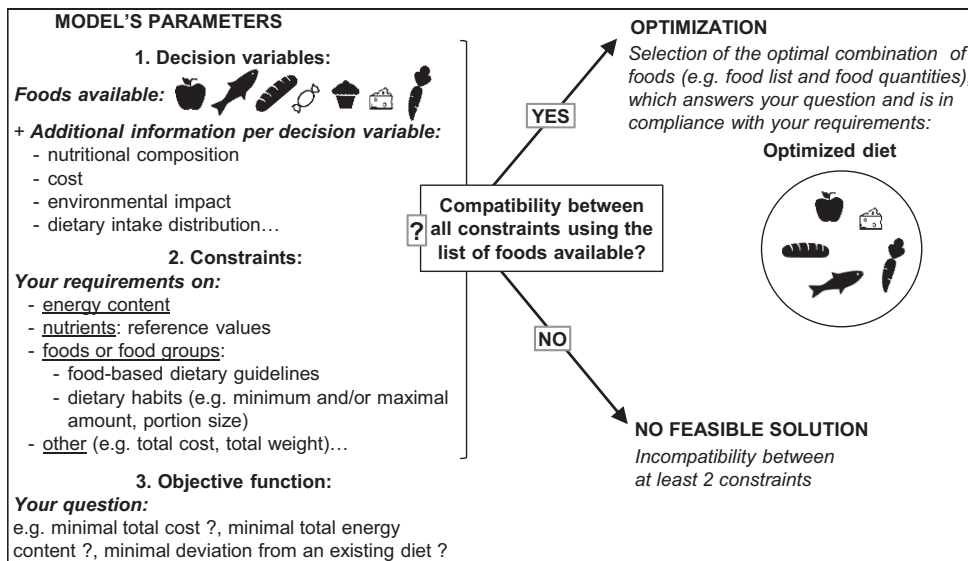 MODEL'S PARAMETERS
1. Decision variables:
Foods available:
+ Additional information per decision variable:
- nutritional composition
- cost
- environmental impact
- dietary intake distribution…
2. Constraints:
Your requirements on:
- energy content
- nutrients: reference values
- foods or food groups:
- food-based dietary guidelines
- dietary habits (e.g. minimum and/or maximal
amount, portion size)
- other (e.g. total cost, total weight)…
3. Objective function:
Your question:
e.g. minimal total cost ?, minimal total energy
content ?, minimal deviation from an existing diet ?
?
Compatibility between
all constraints using the
list of foods available?
YES
OPTIMIZATION
Selection of the optimal combination of
foods (e.g. food list and food quantities),
which answers your question and is in
compliance with your requirements:
Optimized diet
NO
NO FEASIBLE SOLUTION
Incompatibility between
at least 2 constraints